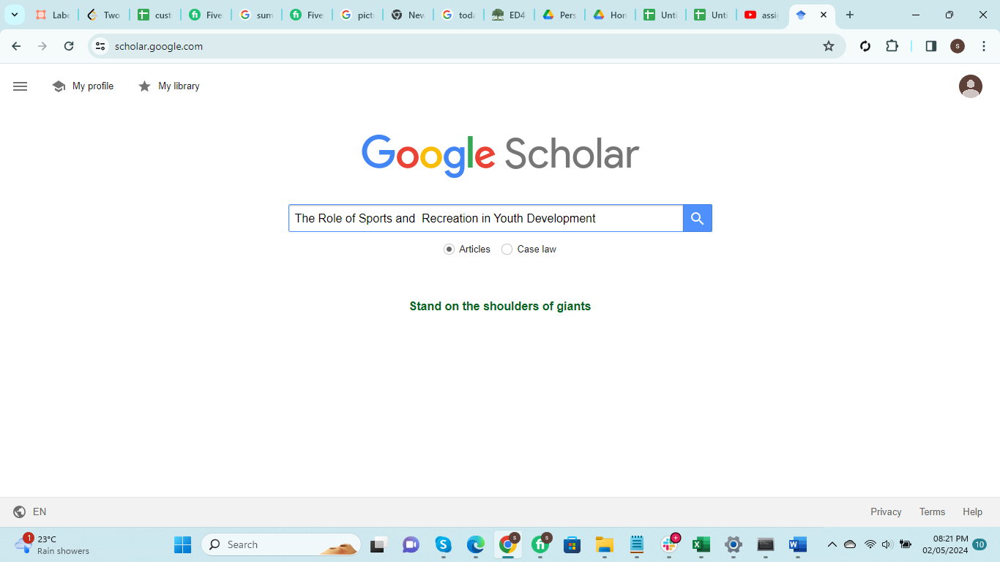 Labe
Two
cust
Five
sum
Five
picto
New
toda
ED4
Pers
Hom
Unti
Unti
assi
scholar.google.com
S
My profile
My library
Google Scholar
The Role of Sports and  Recreation in Youth Development
Articles
Case law
Stand on the shoulders of giants
EN
Privacy
Terms
Help
1
23°C
Rain showers
Search
S
S
08:21 PM
02/05/2024
10